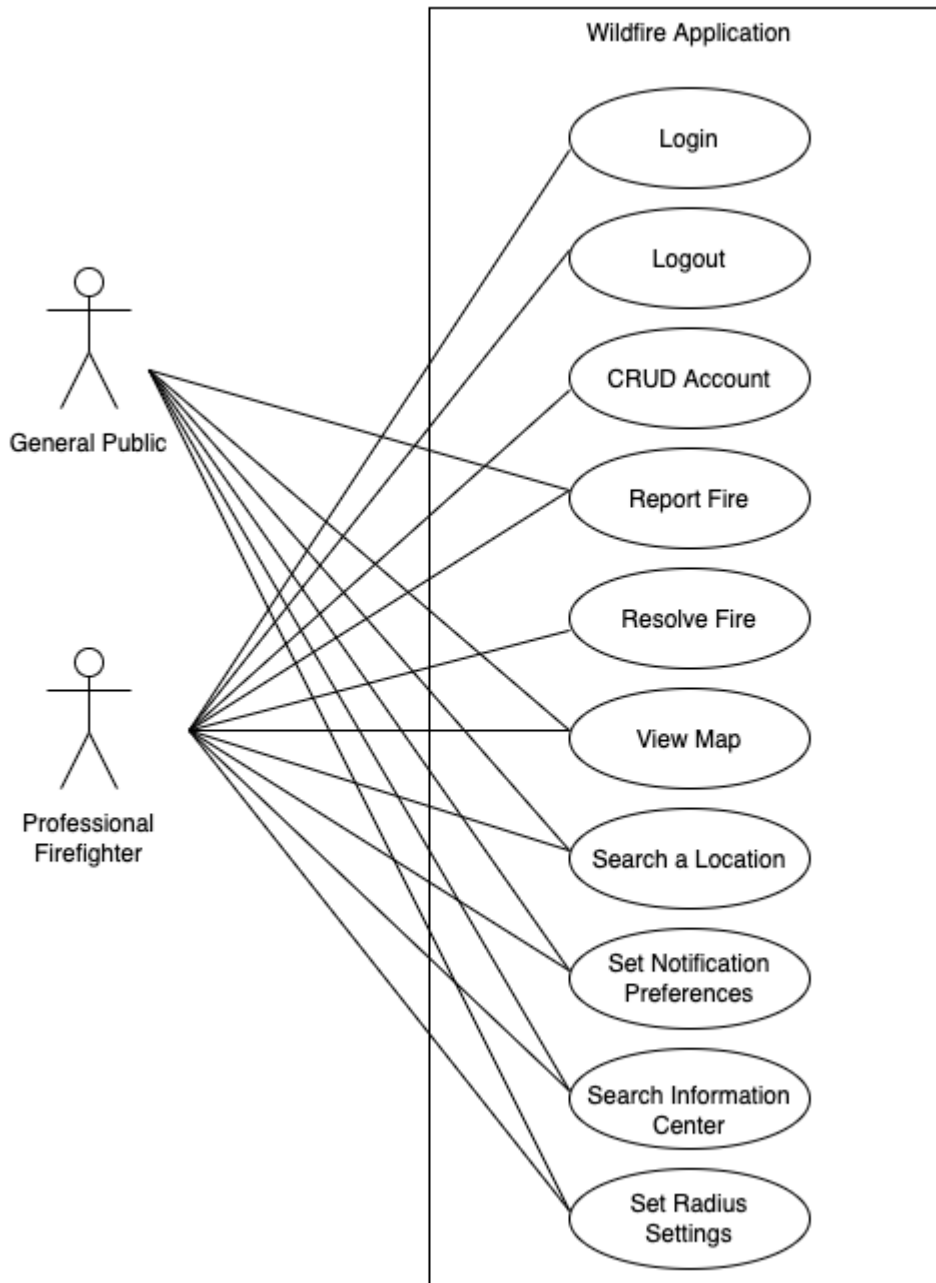 Wildfire Application
Login
Logout
CRUD Account
General Public
Report Fire
Resolve Fire
View Map
Professional
Firefighter
Search a Location
Set Notification
Preferences
Search Information
Center
Set Radius
Settings